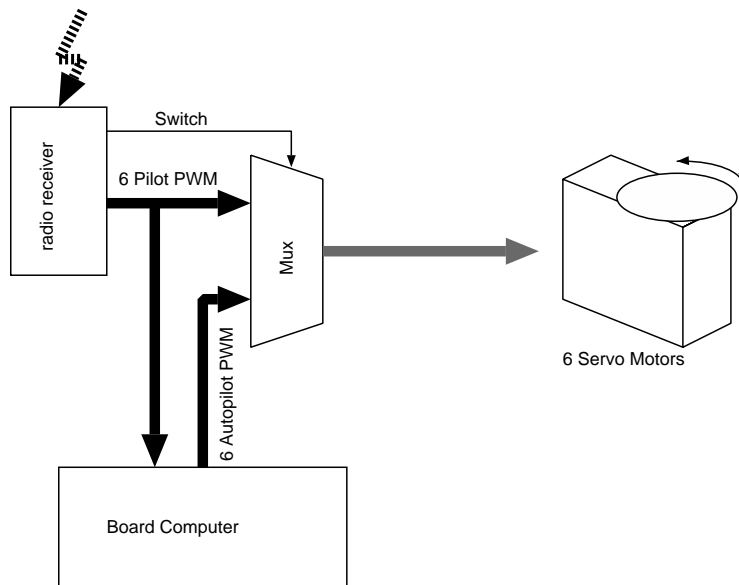 Switch
6 Pilot PWM
radio receiver
Mux
6 Autopilot PWM
6 Servo Motors
Board Computer